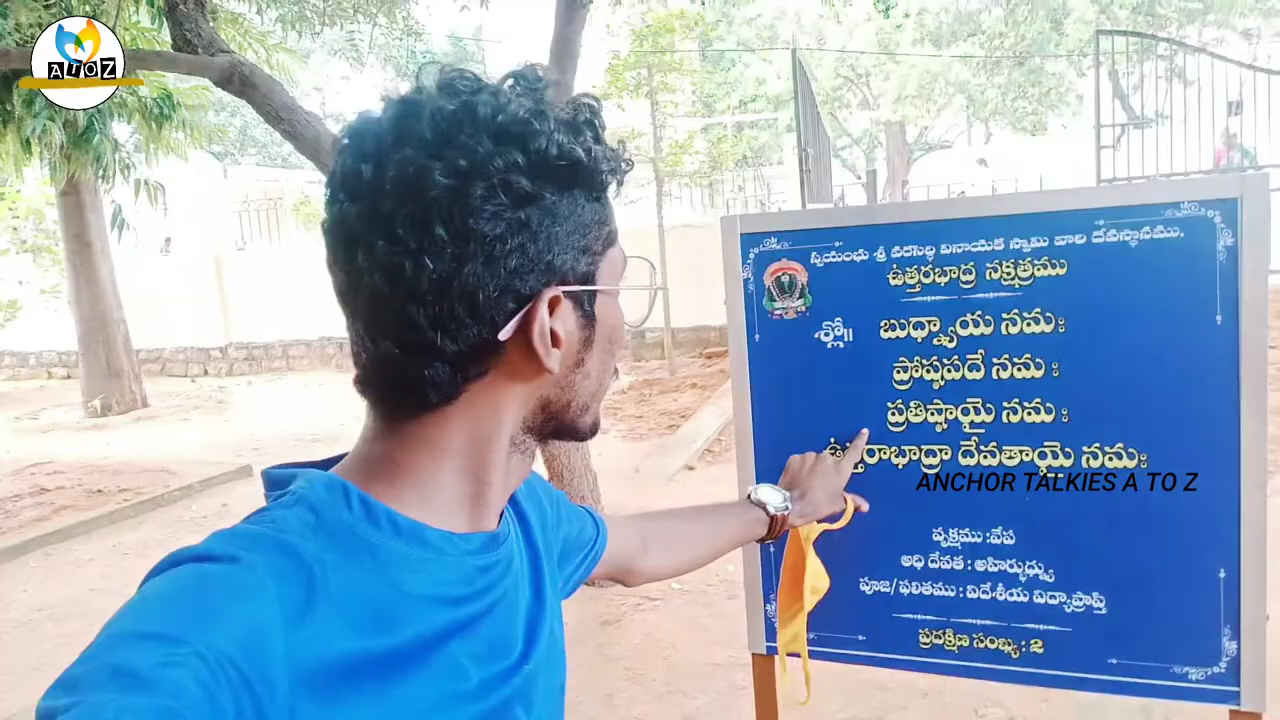 ATOZ
స్వయంభు శ్రీ వరసిద్ధి వినాయక స్వామి వారి దేవస్థానము.
ఉత్తరభాద్ర నక్షత్రము
శ్లో॥ బుధ్న్యాయ నమః
ప్రోష్ఠపదే నమః
ప్రతిష్ఠాయై నమః
ఉత్తరాభాద్రా దేవతాయై నమః
ANCHOR TALKIES A TO Z
వృక్షము :వేప
అధి దేవత : అహిర్భుధ్న్యు
పూజ/ ఫలితము : విదేశీయ విద్యాప్రాప్తి
ప్రదక్షిణ సంఖ్య: 2